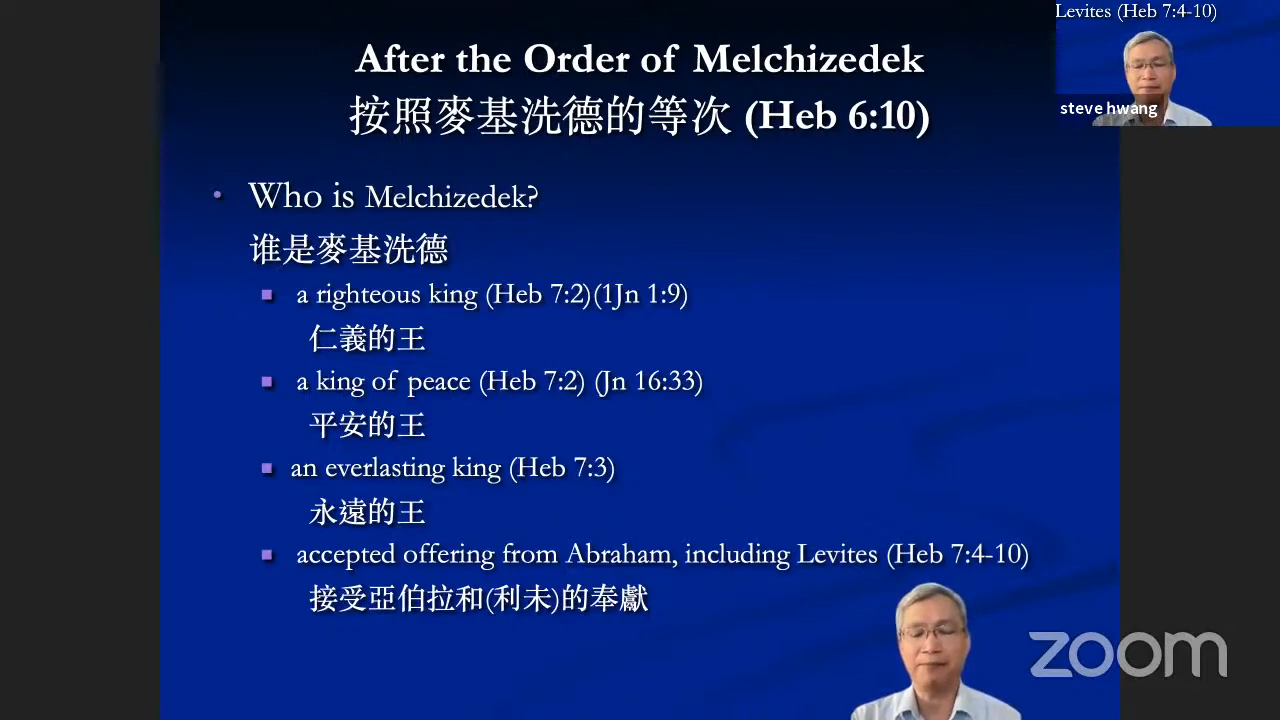 After the Order of Melchizedek
按照麥基洗德的等次 (Heb 6:10)
• Who is Melchizedek?
谁是麥基洗德
a righteous king (Heb 7:2)(1Jn 1:9)
仁義的王
a king of peace (Heb 7:2) (Jn 16:33)
平安的王
an everlasting king (Heb 7:3)
永遠的王
accepted offering from Abraham, including Levites (Heb 7:4-10)
接受亞伯拉和(利未)的奉獻
Levites (Heb 7:4-10)
steve hwang
zoom